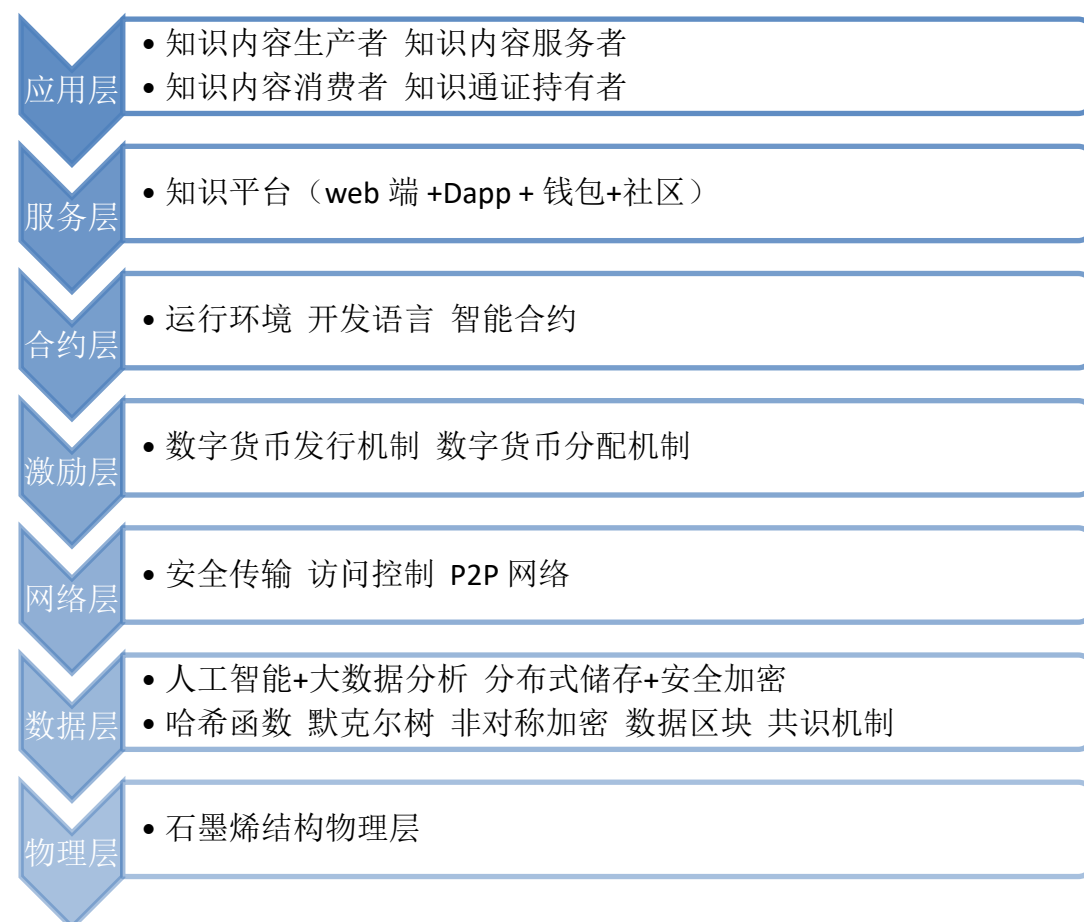 应用层
• 知识内容生产者 知识内容服务者
• 知识内容消费者 知识通证持有者
服务层
• 知识平台（web 端 +Dapp + 钱包+社区）
合约层
• 运行环境 开发语言 智能合约
激励层
• 数字货币发行机制 数字货币分配机制
网络层
• 安全传输 访问控制 P2P 网络
数据层
• 人工智能+大数据分析 分布式储存+安全加密
• 哈希函数 默克尔树 非对称加密 数据区块 共识机制
物理层
• 石墨烯结构物理层